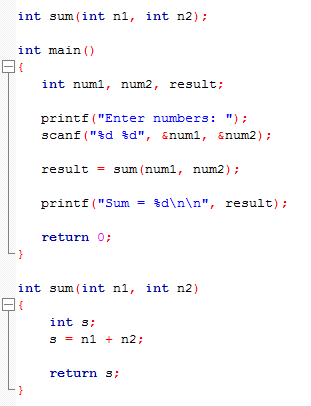 int sum(int n1, int n2);
int main()
{
int num1, num2, result;
printf("Enter numbers: ");
scanf("%d %d", &num1, &num2);
result = sum(num1, num2);
printf("Sum = %d\n\n", result);
return 0;
}
int sum(int n1, int n2)
{
int s;
s = n1 + n2;
return s;
}